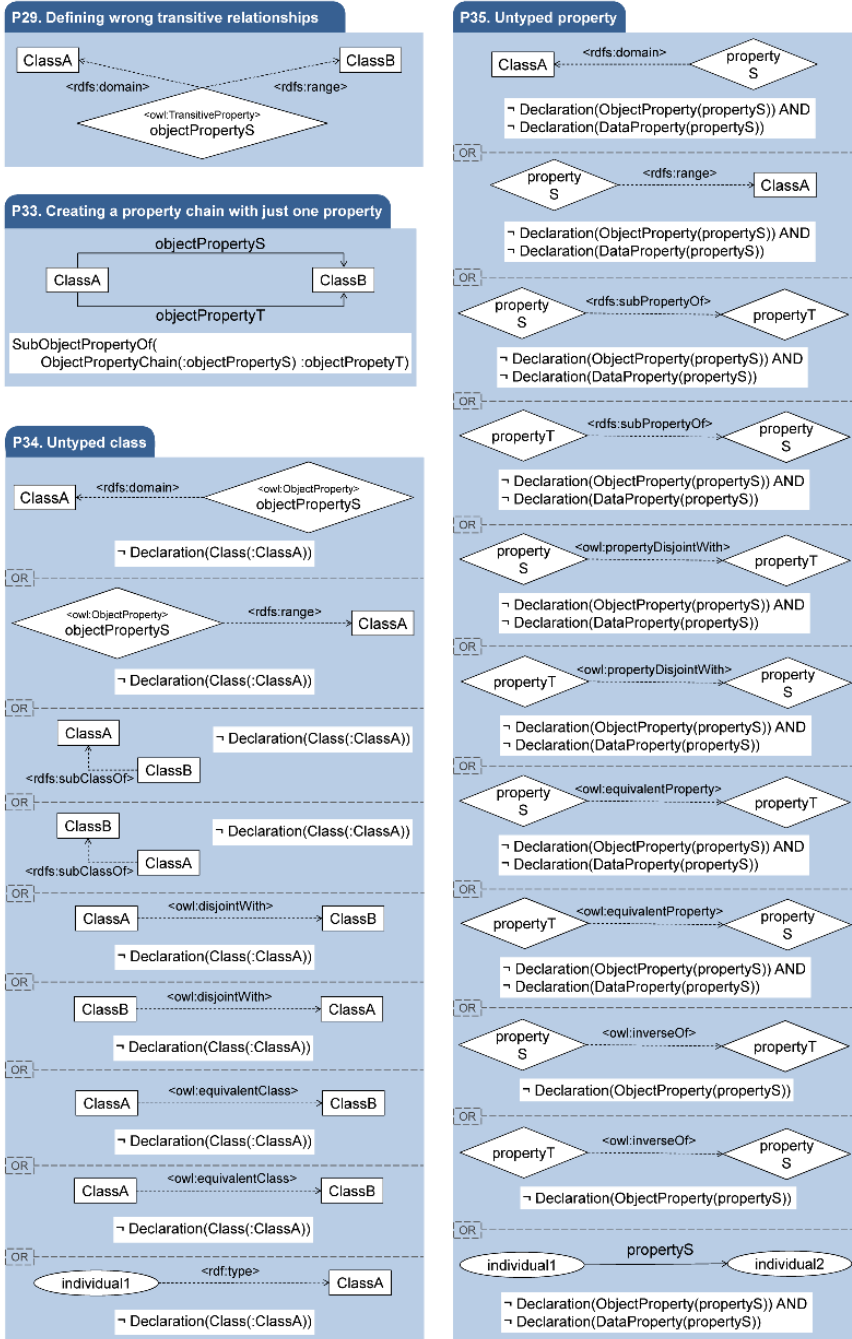 P29. Defining wrong transitive relationships
ClassA
ClassB
<rdfs:domain>
<rdfs:range>
<owl:TransitiveProperty>
objectPropertyS
P33. Creating a property chain with just one property
objectPropertyS
ClassA
ClassB
objectPropertyT
SubObjectPropertyOf(
ObjectPropertyChain(:objectPropertyS) :objectPropetyT)
P34. Untyped class
ClassA
<rdfs:domain>
<owl:ObjectProperty>
objectPropertyS
¬ Declaration(Class(:ClassA))
OR
<owl:ObjectProperty>
objectPropertyS
<rdfs:range>
ClassA
¬ Declaration(Class(:ClassA))
OR
ClassA
¬ Declaration(Class(:ClassA))
ClassB
<rdfs:subClassOf>
OR
ClassB
¬ Declaration(Class(:ClassA))
ClassA
<rdfs:subClassOf>
OR
ClassA
<owl:disjointWith>
ClassB
¬ Declaration(Class(:ClassA))
OR
ClassB
<owl:disjointWith>
ClassA
¬ Declaration(Class(:ClassA))
OR
ClassA
<owl:equivalentClass>
ClassB
¬ Declaration(Class(:ClassA))
OR
ClassA
<owl:equivalentClass>
ClassB
¬ Declaration(Class(:ClassA))
OR
individual1
<rdf:type>
ClassA
¬ Declaration(Class(:ClassA))
P35. Untyped property
ClassA
<rdfs:domain>
property
S
¬ Declaration(ObjectProperty(propertyS)) AND
¬ Declaration(DataProperty(propertyS))
OR
property
S
<rdfs:range>
ClassA
¬ Declaration(ObjectProperty(propertyS)) AND
¬ Declaration(DataProperty(propertyS))
OR
property
S
<rdfs:subPropertyOf>
propertyT
¬ Declaration(ObjectProperty(propertyS)) AND
¬ Declaration(DataProperty(propertyS))
OR
propertyT
<rdfs:subPropertyOf>
property
S
¬ Declaration(ObjectProperty(propertyS)) AND
¬ Declaration(DataProperty(propertyS))
OR
property
S
<owl:propertyDisjointWith>
propertyT
¬ Declaration(ObjectProperty(propertyS)) AND
¬ Declaration(DataProperty(propertyS))
OR
propertyT
<owl:propertyDisjointWith>
property
S
¬ Declaration(ObjectProperty(propertyS)) AND
¬ Declaration(DataProperty(propertyS))
OR
property
S
<owl:equivalentProperty>
propertyT
¬ Declaration(ObjectProperty(propertyS)) AND
¬ Declaration(DataProperty(propertyS))
OR
propertyT
<owl:equivalentProperty>
property
S
¬ Declaration(ObjectProperty(propertyS)) AND
¬ Declaration(DataProperty(propertyS))
OR
property
S
<owl:inverseOf>
propertyT
¬ Declaration(ObjectProperty(propertyS))
OR
propertyT
<owl:inverseOf>
property
S
¬ Declaration(ObjectProperty(propertyS))
OR
individual1
propertyS
individual2
¬ Declaration(ObjectProperty(propertyS)) AND
¬ Declaration(DataProperty(propertyS))